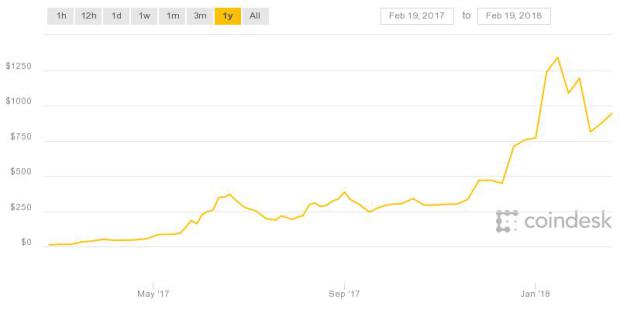 1h 12h 1d 1w 1m 3m 1y All Feb 19, 2017 to Feb 19, 2018
$1250
$1000
$750
$500
$250
coindesk
$0
May '17 Sep '17 Jan '18